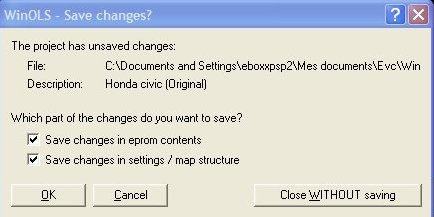 WinOLS - Save changes?
The project has unsaved changes:
File: C:\Documents and Settings\eboxxpsp2\Mes documents\Evc\Win
Description: Honda civic (Original)
Which part of the changes do you want to save?
Save changes in eprom contents
Save changes in settings / map structure
OK Cancel Close WITHOUT saving